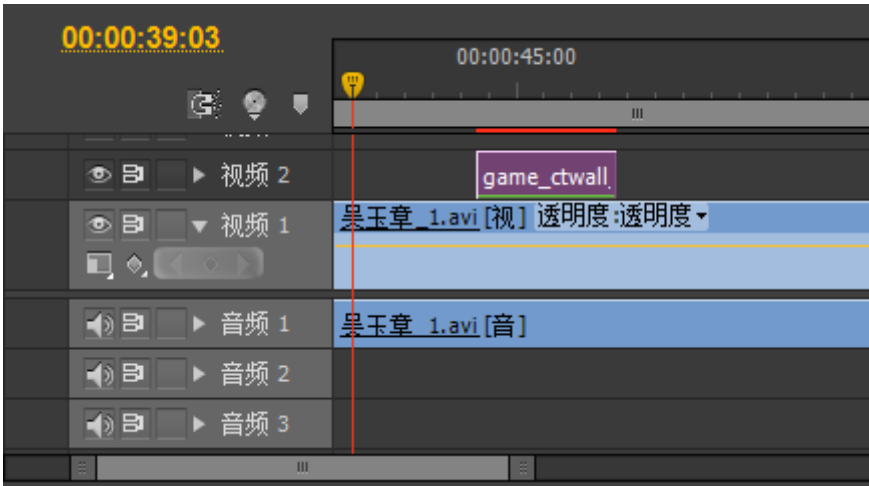 00:00:39:03
00:00:45:00
视频 2
game_ctwall
视频 1
吴玉章_1.avi [视] 透明度:透明度
音频 1
吴玉章_1.avi [音]
音频 2
音频 3